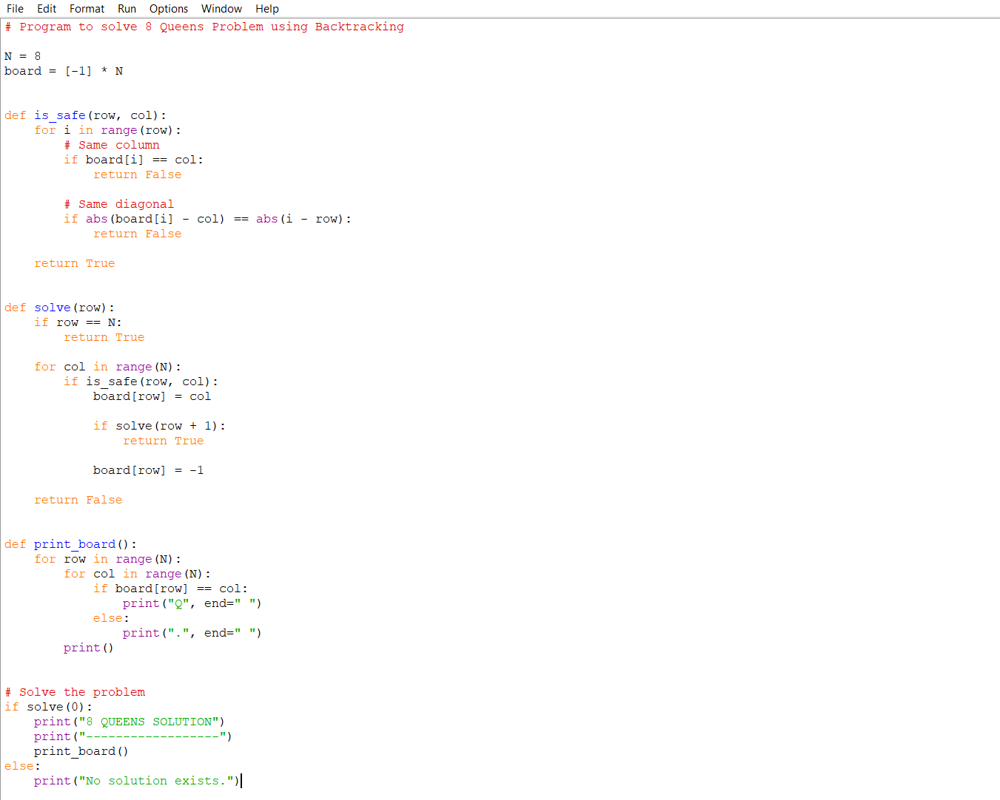 File Edit Format Run Options Window Help
# Program to solve 8 Queens Problem using Backtracking
N = 8
board = [-1] * N
def is_safe(row, col):
    for i in range(row):
        # Same column
        if board[i] == col:
            return False
        # Same diagonal
        if abs(board[i] - col) == abs(i - row):
            return False
    return True
def solve(row):
    if row == N:
        return True
    for col in range(N):
        if is_safe(row, col):
            board[row] = col
            if solve(row + 1):
                return True
            board[row] = -1
    return False
def print_board():
    for row in range(N):
        for col in range(N):
            if board[row] == col:
                print("Q", end=" ")
            else:
                print(".", end=" ")
        print()
# Solve the problem
if solve(0):
    print("8 QUEENS SOLUTION")
    print("------------------")
    print_board()
else:
    print("No solution exists.")